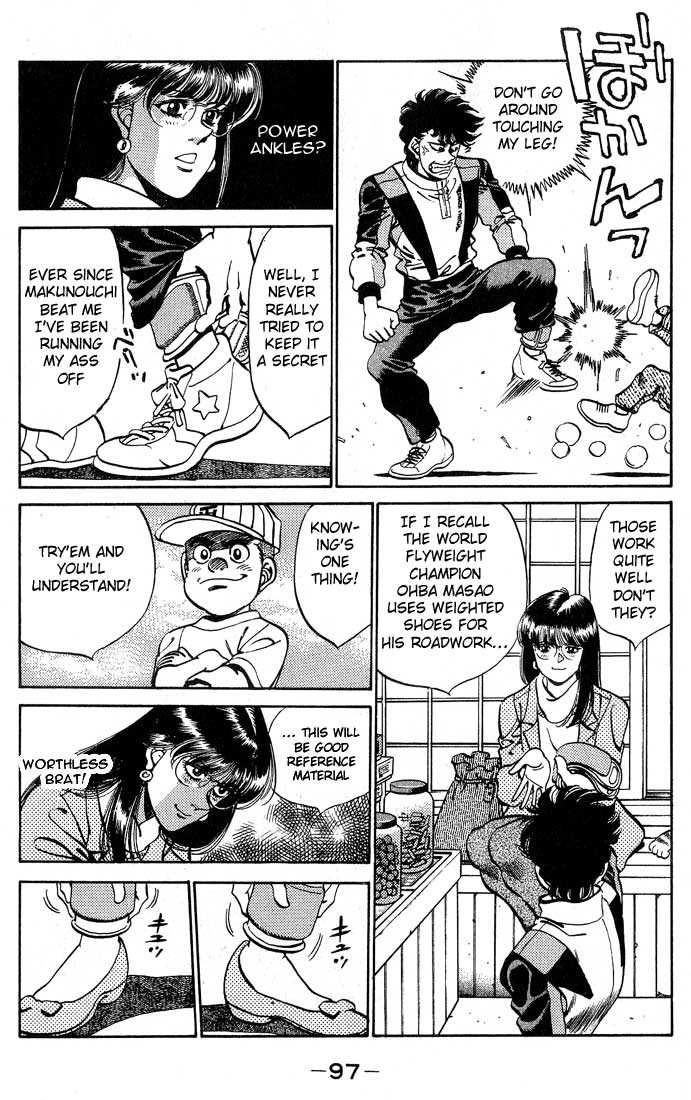 ぼかんッ
DON'T GO
AROUND
TOUCHING
MY LEG!
POWER
ANKLES?
WELL, I
NEVER
REALLY
TRIED TO
KEEP IT
A SECRET
EVER SINCE
MAKUNOUCHI
BEAT ME
I'VE BEEN
RUNNING
MY ASS
OFF
THOSE
WORK
QUITE
WELL
DON'T
THEY?
IF I RECALL
THE WORLD
FLYWEIGHT
CHAMPION
OHBA MASAO
USES WEIGHTED
SHOES FOR
HIS ROADWORK...
KNOW-
ING'S
ONE
THING!
TRY'EM AND
YOU'LL
UNDERSTAND!
... THIS WILL
BE GOOD
REFERENCE
MATERIAL
WORTHLESS
BRAT!
キュッ
キュッ
-97-